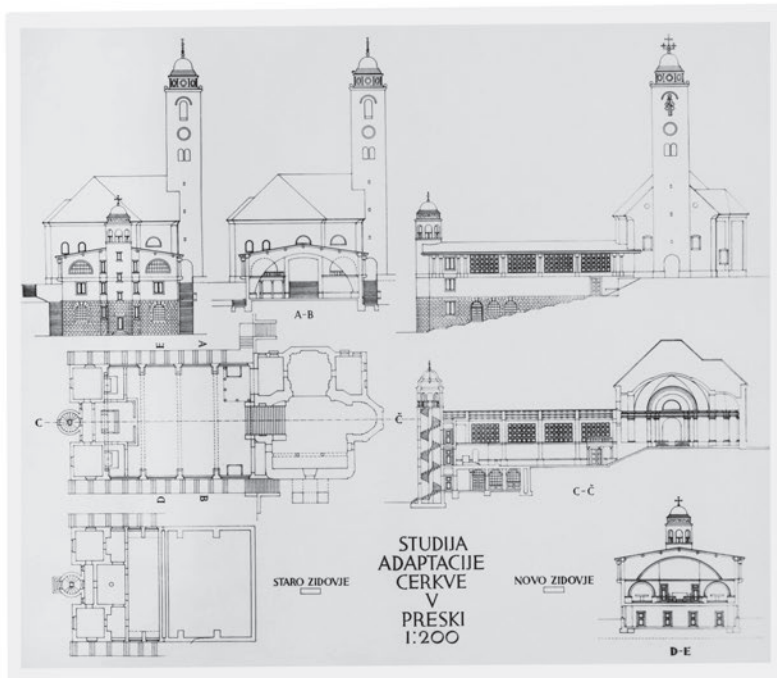 E
A
A-B
C
Č
D
B
C-Č
STUDIJA
ADAPTACIJE
CERKVE
V
PRESKI
1:200
STARO ZIDOVJE
NOVO ZIDOVJE
D-E